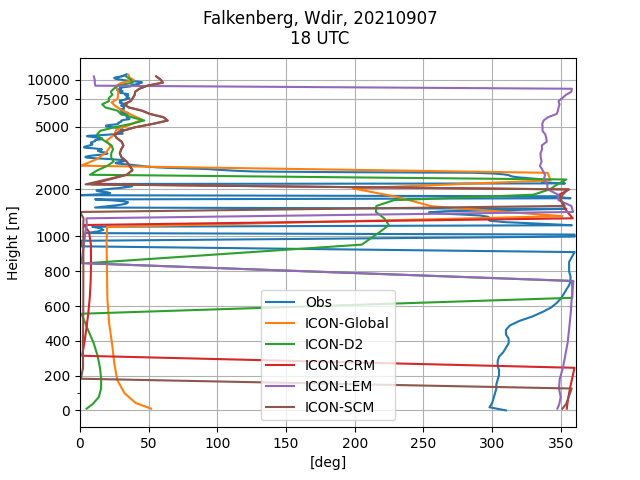 Falkenberg, Wdir, 20210907
18 UTC
Height [m]
10000
7500
5000
2000
1000
800
600
400
200
0
Obs
ICON-Global
ICON-D2
ICON-CRM
ICON-LEM
ICON-SCM
0 50 100 150 200 250 300 350
[deg]